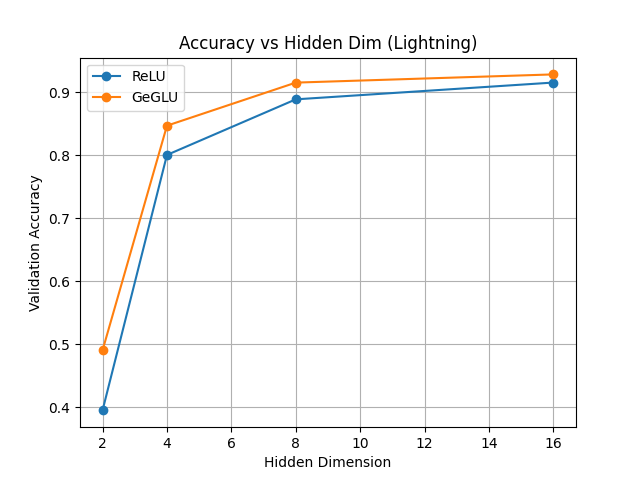 Accuracy vs Hidden Dim (Lightning)
ReLU
GeGLU
Validation Accuracy
0.9
0.8
0.7
0.6
0.5
0.4
2 4 6 8 10 12 14 16
Hidden Dimension